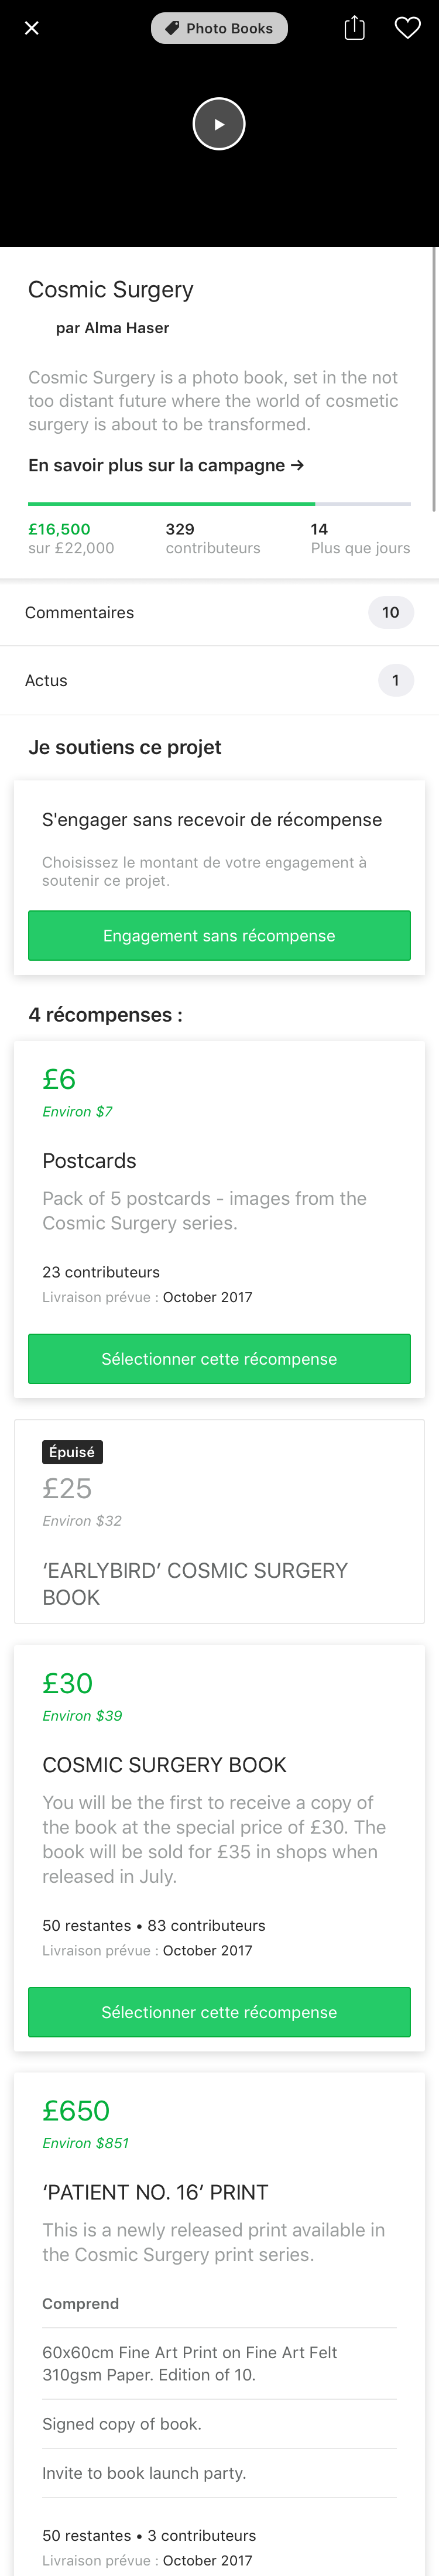 Photo Books
Cosmic Surgery
par Alma Haser
Cosmic Surgery is a photo book, set in the not
too distant future where the world of cosmetic
surgery is about to be transformed.
En savoir plus sur la campagne →
£16,500
sur £22,000
329
contributeurs
14
Plus que jours
Commentaires
10
Actus
1
Je soutiens ce projet
S'engager sans recevoir de récompense
Choisissez le montant de votre engagement à
soutenir ce projet.
Engagement sans récompense
4 récompenses :
£6
Environ $7
Postcards
Pack of 5 postcards - images from the
Cosmic Surgery series.
23 contributeurs
Livraison prévue : October 2017
Sélectionner cette récompense
Épuisé
£25
Environ $32
‘EARLYBIRD’ COSMIC SURGERY
BOOK
£30
Environ $39
COSMIC SURGERY BOOK
You will be the first to receive a copy of
the book at the special price of £30. The
book will be sold for £35 in shops when
released in July.
50 restantes • 83 contributeurs
Livraison prévue : October 2017
Sélectionner cette récompense
£650
Environ $851
‘PATIENT NO. 16’ PRINT
This is a newly released print available in
the Cosmic Surgery print series.
Comprend
60x60cm Fine Art Print on Fine Art Felt
310gsm Paper. Edition of 10.
Signed copy of book.
Invite to book launch party.
50 restantes • 3 contributeurs
Livraison prévue : October 2017